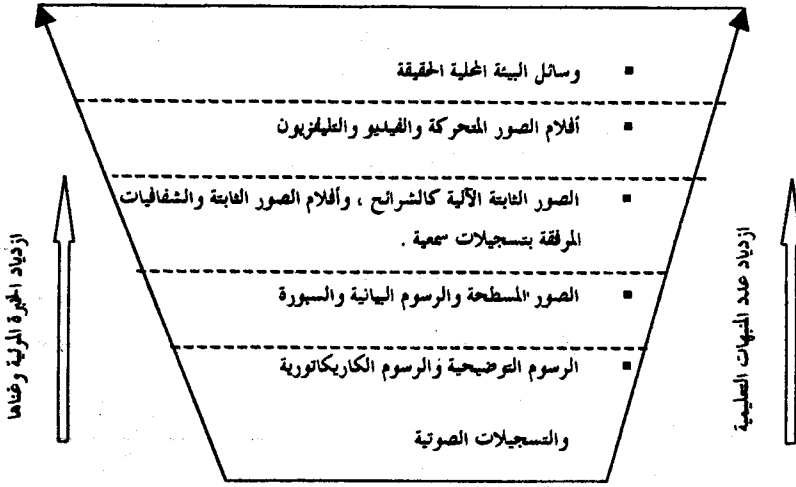 وسائل البيئة المحلية الحقيقة
أفلام الصور المتحركة والفيديو والتليفزيون
الصور الثابتة الآلية كالشرائح ، وأفلام الصور الثابتة والشفافيات
المرفقة بتسجيلات سمعية .
الصور المسطحة والرسوم البيانية والسبورة
الرسوم التوضيحية والرسوم الكاريكاتورية
والتسجيلات الصوتية
ازدياد عدد المنبهات التعليمية
ازدياد الخبرة المرئية وغناها